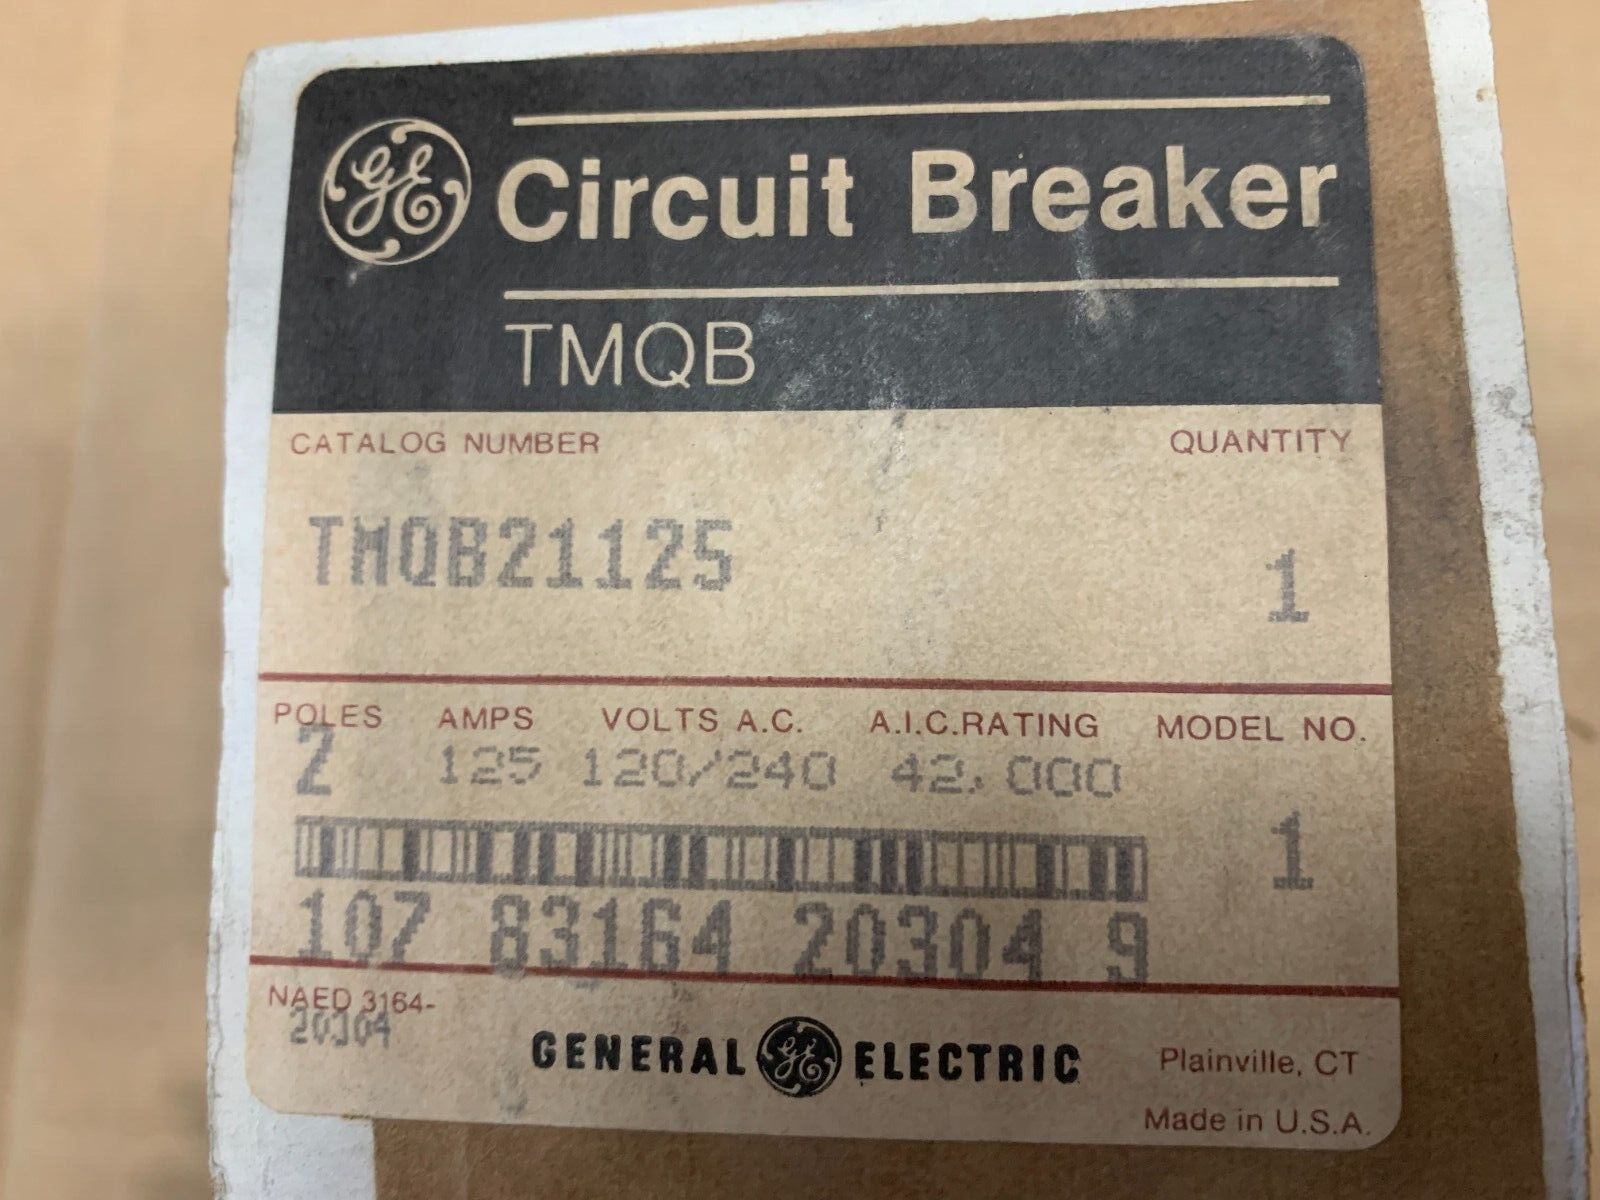 GE Circuit Breaker
TMQB
CATALOG NUMBER QUANTITY
TMQB21125 1
POLES AMPS VOLTS A.C. A.I.C.RATING MODEL NO.
2 125 120/240 42,000 1
107 83164 20304 9
NAED 3164-
20304
GENERAL GE ELECTRIC Plainville, CT
Made in U.S.A.